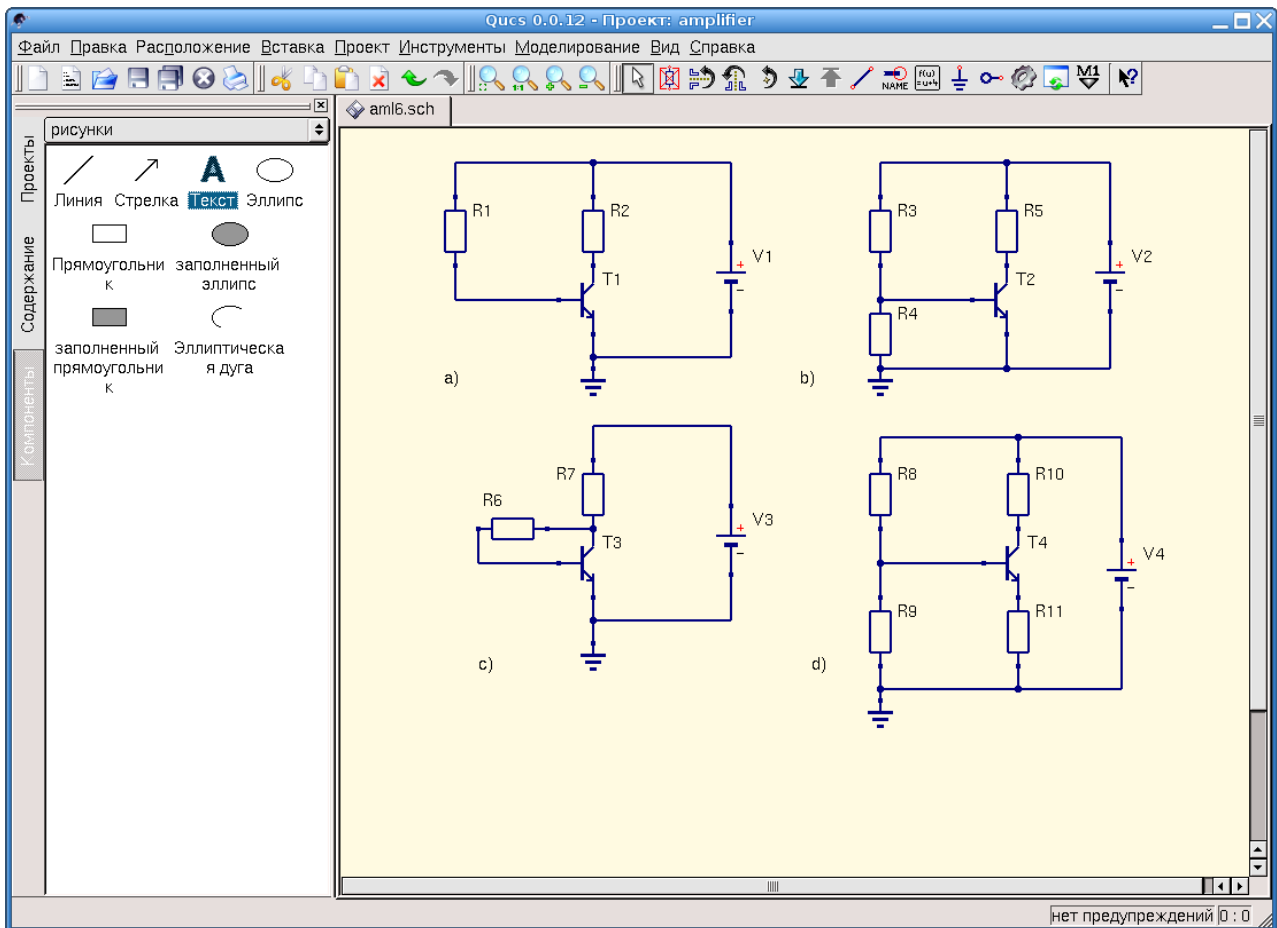 Qucs 0.0.12 - Проект: amplifier
Файл Правка Расположение Вставка Проект Инструменты Моделирование Вид Справка
NAME
f(u)
=u+4
M1
Проекты
Содержание
Компоненты
рисунки
Линия Стрелка Текст Эллипс
Прямоугольни
к
заполненный
эллипс
заполненный
прямоугольни
к
Эллиптическа
я дуга
aml6.sch
R1
R2
V1
+
-
T1
a)
R3
R5
V2
+
-
T2
R4
b)
R7
R6
V3
+
-
T3
c)
R8
R10
T4
V4
+
-
R9
R11
d)
нет предупреждений 0 : 0